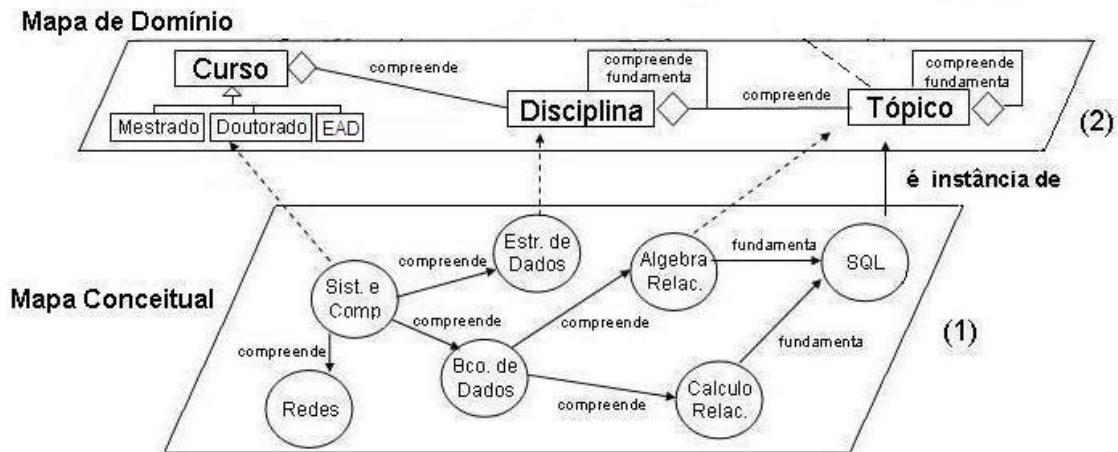 Mapa de Domínio
Curso
compreende
compreende
fundamenta
compreende
fundamenta
Disciplina
compreende
Tópico
Mestrado
Doutorado
EAD
(2)
é instância de
Estr. de
Dados
Algebra
Relac.
fundamenta
SQL
compreende
Mapa Conceitual
Sist. e
Comp
compreende
compreende
(1)
compreende
fundamenta
Bco. de
Dados
Redes
compreende
Calculo
Relac.